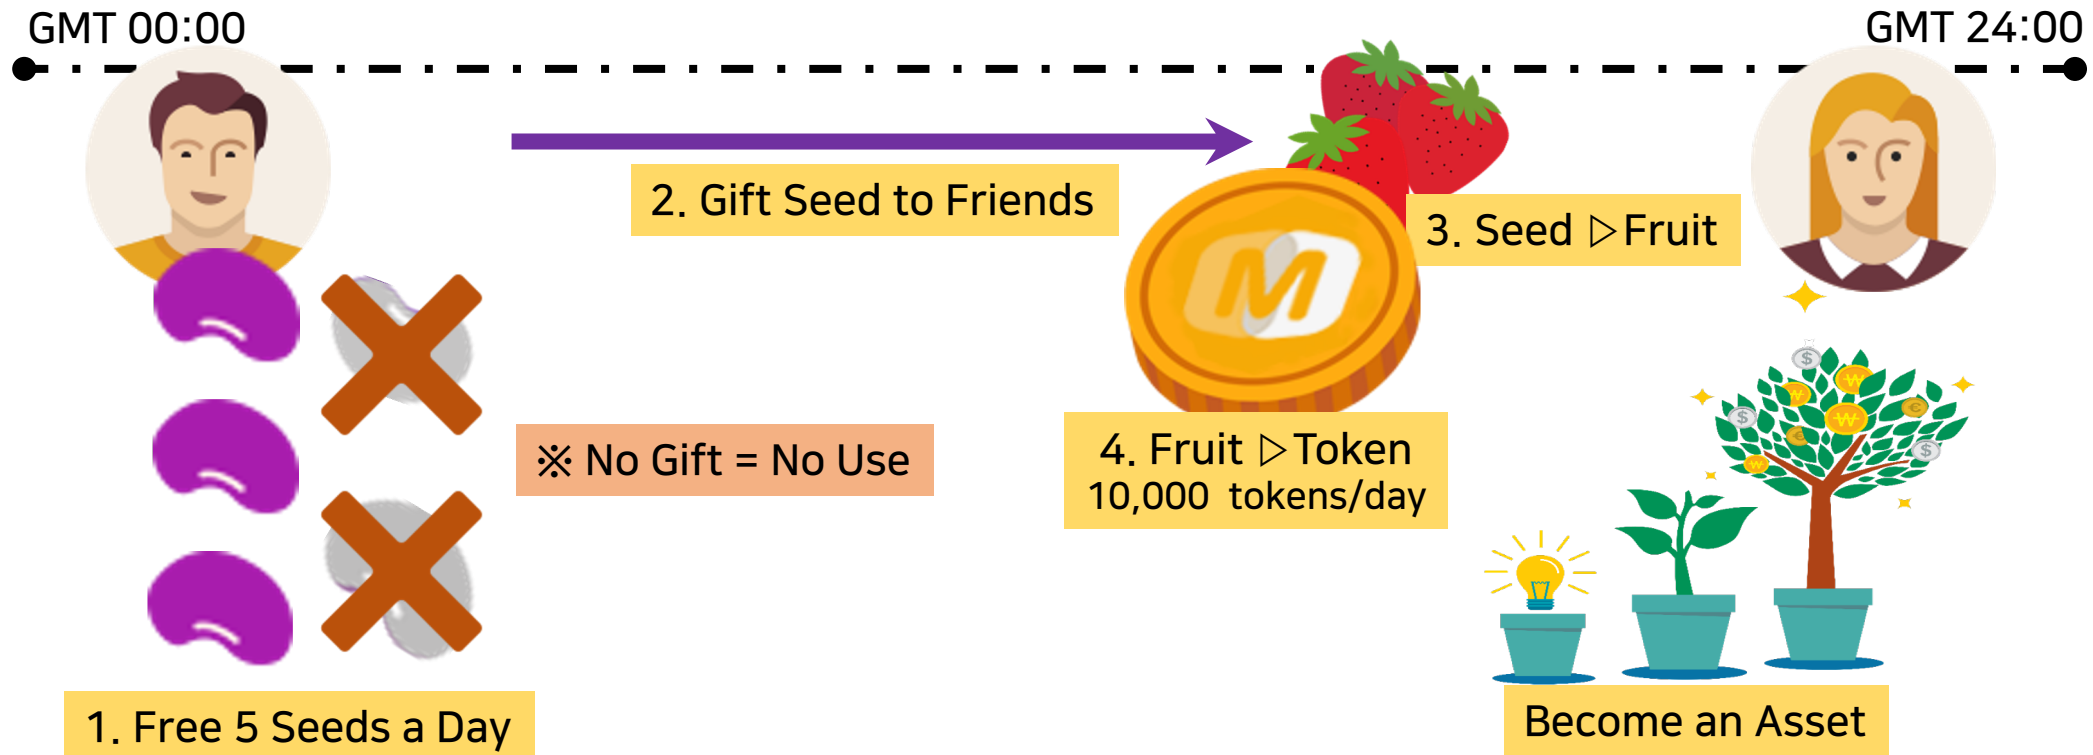 GMT 00:00
GMT 24:00
2. Gift Seed to Friends
3. Seed ▷Fruit
M
※ No Gift = No Use
4. Fruit ▷Token
10,000 tokens/day
1. Free 5 Seeds a Day
Become an Asset